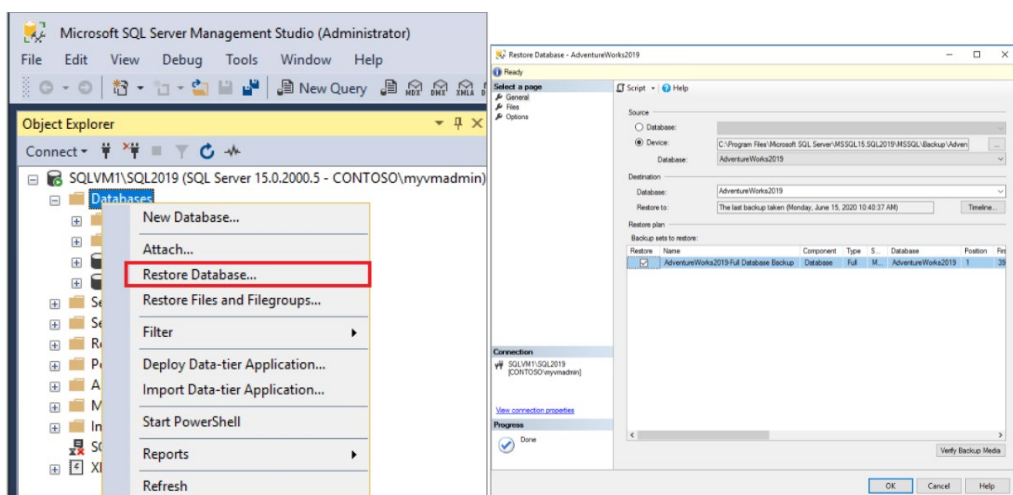 Microsoft SQL Server Management Studio (Administrator)
File Edit View Debug Tools Window Help
New Query MDX DMX XMLA
Object Explorer
Connect
SQLVM1\SQL2019 (SQL Server 15.0.2000.5 - CONTOSO\myvmadmin)
Databases
New Database...
Attach...
Restore Database...
Restore Files and Filegroups...
Filter
Deploy Data-tier Application...
Import Data-tier Application...
Start PowerShell
Reports
Refresh
Restore Database - AdventureWorks2019
Ready
Select a page
General
Files
Options
Script Help
Source
Database:
Device:
C:\Program Files\Microsoft SQL Server\MSSQL15.SQL2019\MSSQL\Backup\Adven
...
Database:
AdventureWorks2019
Destination
Database:
AdventureWorks2019
Restore to:
The last backup taken (Monday, June 15, 2020 10:40:37 AM)
Timeline...
Restore plan
Backup sets to restore:
Restore Name Component Type S... Database Position Firs
AdventureWorks2019-Full Database Backup Database Full M... AdventureWorks2019 1 39
Connection
SQLVM1\SQL2019
[CONTOSO\myvmadmin]
View connection properties
Progress
Done
Verify Backup Media
OK Cancel Help